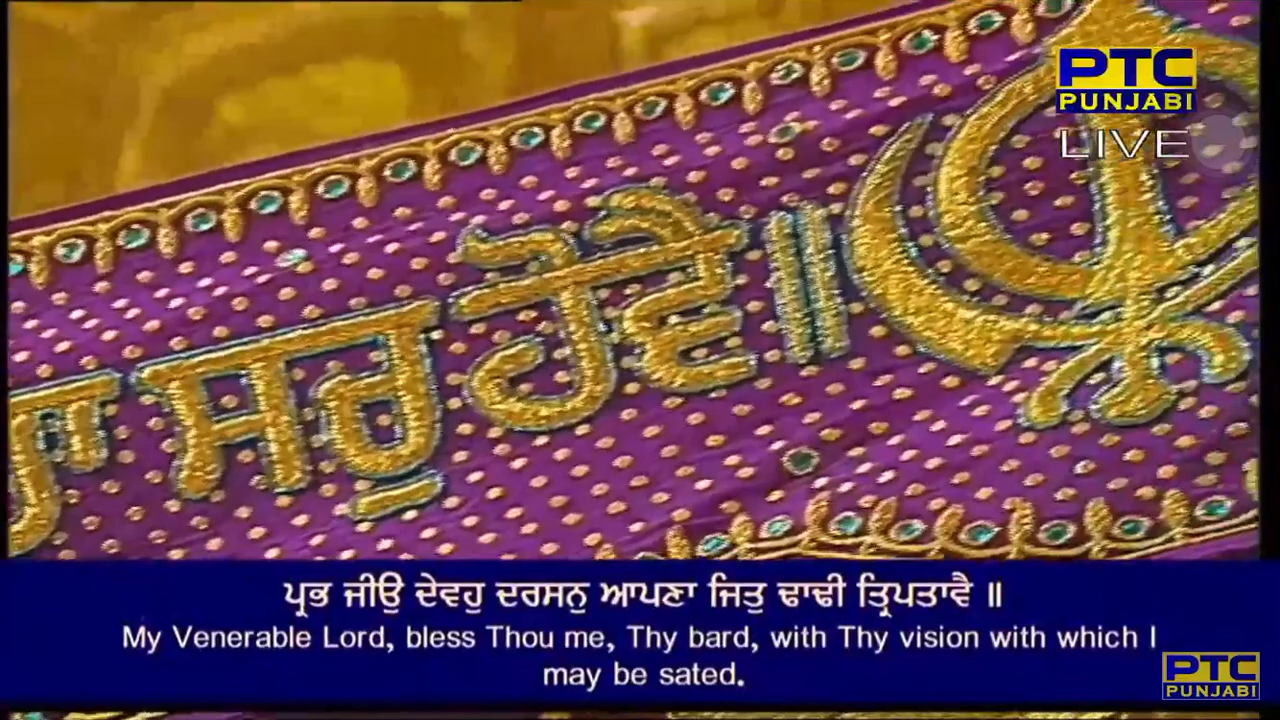 PTC
PUNJABI
LIVE
ਸਰੁ ਹੋਵੈ॥
ਪ੍ਰਭ ਜੀਉ ਦੇਵਹੁ ਦਰਸਨੁ ਆਪਣਾ ਜਿਤੁ ਢਾਢੀ ਤ੍ਰਿਪਤਾਵੈ ॥
My Venerable Lord, bless Thou me, Thy bard, with Thy vision with which I
may be sated.
PTC
PUNJABI